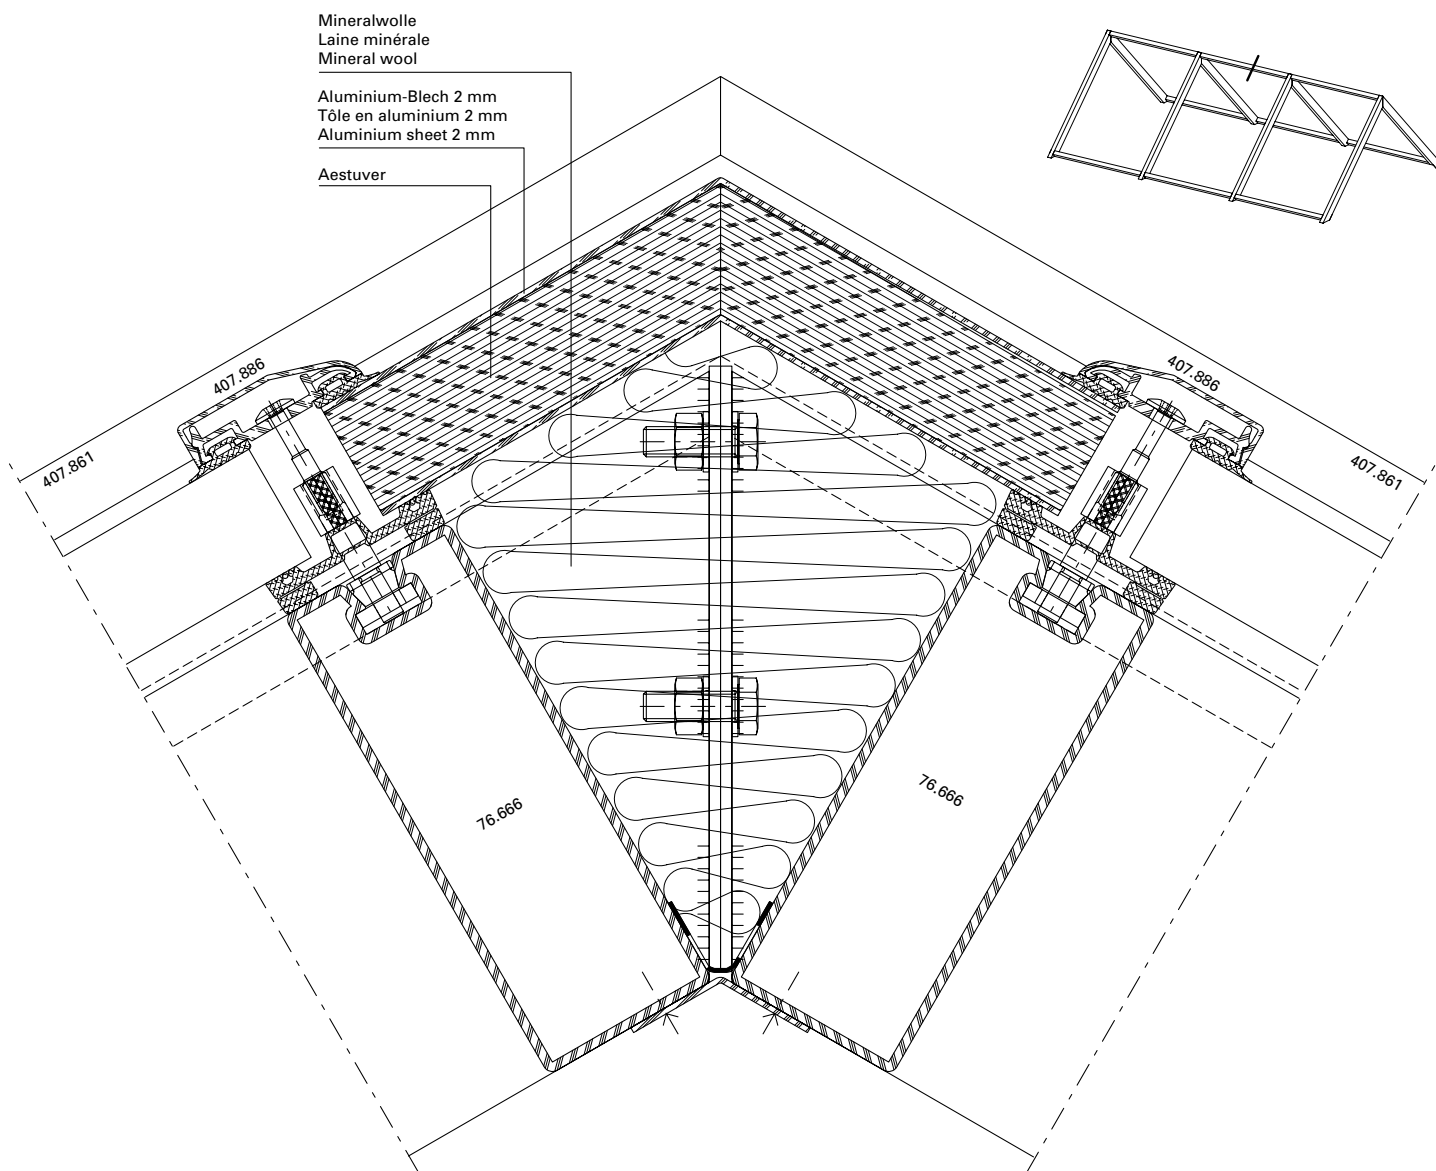 Mineralwolle
Laine minérale
Mineral wool
Aluminium-Blech 2 mm
Tôle en aluminium 2 mm
Aluminium sheet 2 mm
Aestuver
407.886
407.886
407.861
407.861
76.666
76.666